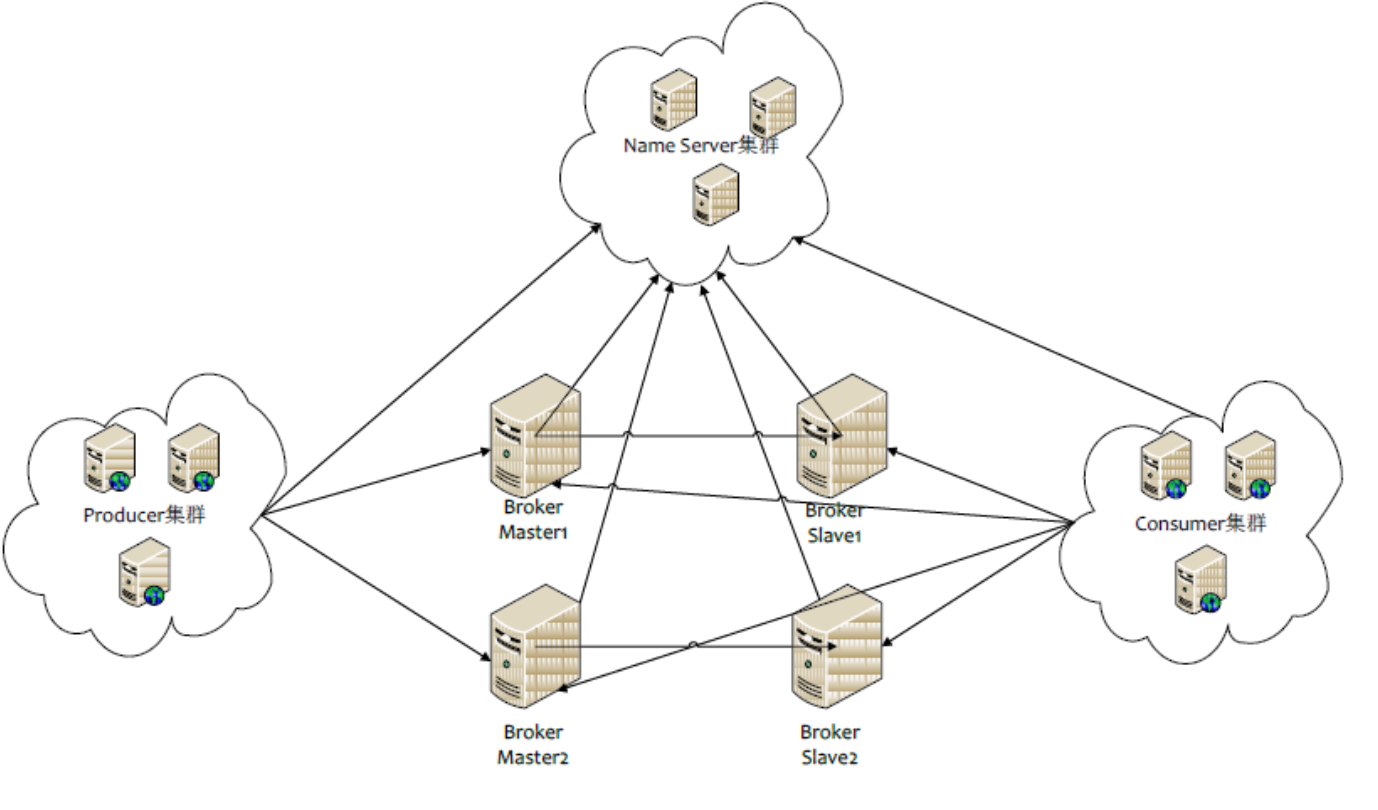 Name Server集群
Producer集群
Broker
Master1
Broker
Slave1
Consumer集群
Broker
Master2
Broker
Slave2